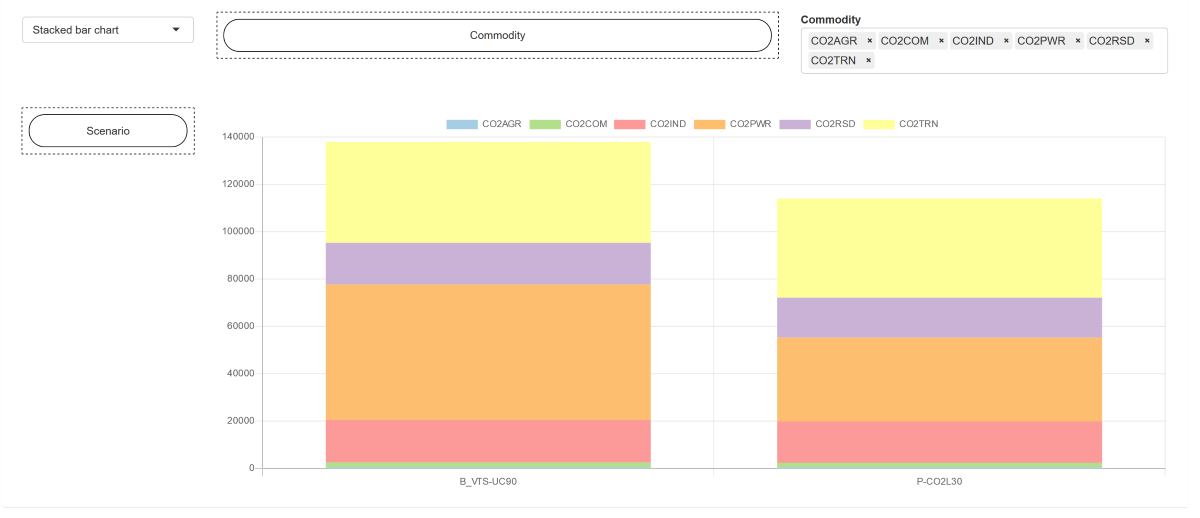 Stacked bar chart
Commodity
Commodity
CO2AGR × CO2COM × CO2IND × CO2PWR × CO2RSD ×
CO2TRN ×
Scenario
CO2AGR CO2COM CO2IND CO2PWR CO2RSD CO2TRN
140000
120000
100000
80000
60000
40000
20000
0
B_VTS-UC90 P-CO2L30